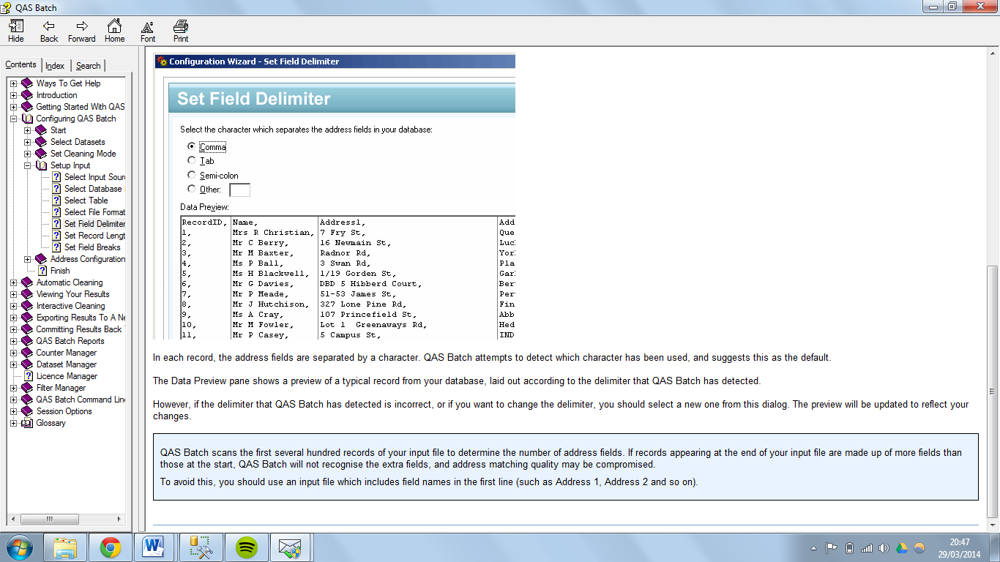 QAS Batch
Hide Back Forward Home Font Print
Contents Index Search
Ways To Get Help
Introduction
Getting Started With QAS
Configuring QAS Batch
Start
Select Datasets
Set Cleaning Mode
Setup Input
Select Input Sour
Select Database
Select Table
Select File Format
Set Field Delimiter
Set Record Lengt
Set Field Breaks
Address Configuration
Finish
Automatic Cleaning
Viewing Your Results
Interactive Cleaning
Exporting Results To A Ne
Committing Results Back
QAS Batch Reports
Counter Manager
Dataset Manager
Licence Manager
Filter Manager
QAS Batch Command Line
Session Options
Glossary
Configuration Wizard - Set Field Delimiter
Set Field Delimiter
Select the character which separates the address fields in your database:
Comma
Tab
Semi-colon
Other:
Data Preview:
RecordID, Name, Address1, Add
1, Mrs R Christian, 7 Fry St, Que
2, Mr C Berry, 16 Newmain St, Luc
3, Mr M Baxter, Radnor Rd, Yor
4, Ms P Ball, 3 Swan Rd, Pla
5, Ms H Blackwell, 1/19 Gorden St, Gar
6, Mr G Davies, DBD 5 Hibberd Court, Ber
7, Mr P Meade, 51-53 James St, Per
8, Mr J Hutchison, 327 Lone Pine Rd, Fin
9, Ms A Cray, 107 Princefield St, Abb
10, Mr M Fowler, Lot 1 Greenaways Rd, Hed
11, Mr P Casey, 5 Campus St, IND
In each record, the address fields are separated by a character. QAS Batch attempts to detect which character has been used, and suggests this as the default.
The Data Preview pane shows a preview of a typical record from your database, laid out according to the delimiter that QAS Batch has detected.
However, if the delimiter that QAS Batch has detected is incorrect, or if you want to change the delimiter, you should select a new one from this dialog. The preview will be updated to reflect your
changes.
QAS Batch scans the first several hundred records of your input file to determine the number of address fields. If records appearing at the end of your input file are made up of more fields than
those at the start, QAS Batch will not recognise the extra fields, and address matching quality may be compromised.
To avoid this, you should use an input file which includes field names in the first line (such as Address 1, Address 2 and so on).
20:47
29/03/2014